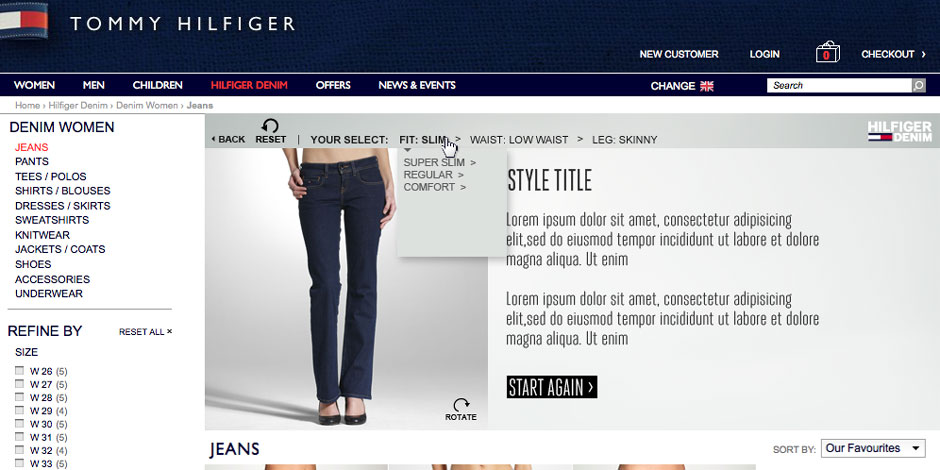 TOMMY HILFIGER
NEW CUSTOMER LOGIN 0 CHECKOUT >
WOMEN MEN CHILDREN HILFIGER DENIM OFFERS NEWS & EVENTS CHANGE Search
Home > Hilfiger Denim > Denim Women > Jeans
DENIM WOMEN
JEANS
PANTS
TEES / POLOS
SHIRTS / BLOUSES
DRESSES / SKIRTS
SWEATSHIRTS
KNITWEAR
JACKETS / COATS
SHOES
ACCESSORIES
UNDERWEAR
REFINE BY RESET ALL ×
SIZE
W 26 (5)
W 27 (5)
W 28 (5)
W 29 (4)
W 30 (5)
W 31 (5)
W 32 (4)
W 33 (5)
BACK RESET | YOUR SELECT: FIT: SLIM > WAIST: LOW WAIST > LEG: SKINNY
HILFIGER
DENIM
SUPER SLIM >
REGULAR >
COMFORT >
STYLE TITLE
Lorem ipsum dolor sit amet, consectetur adipisicing
elit,sed do eiusmod tempor incididunt ut labore et dolore
magna aliqua. Ut enim
Lorem ipsum dolor sit amet, consectetur adipisicing
elit,sed do eiusmod tempor incididunt ut labore et dolore
magna aliqua. Ut enim
START AGAIN >
ROTATE
JEANS
SORT BY: Our Favourites